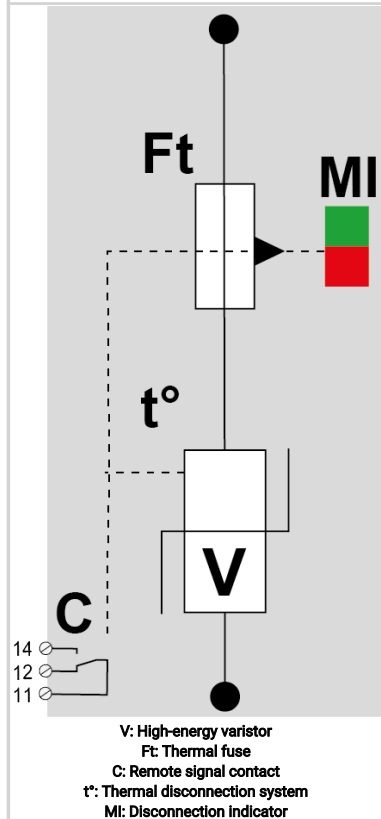 Ft
MI
t°
V
C
14
12
11
V: High-energy varistor
Ft: Thermal fuse
C: Remote signal contact
t°: Thermal disconnection system
MI: Disconnection indicator